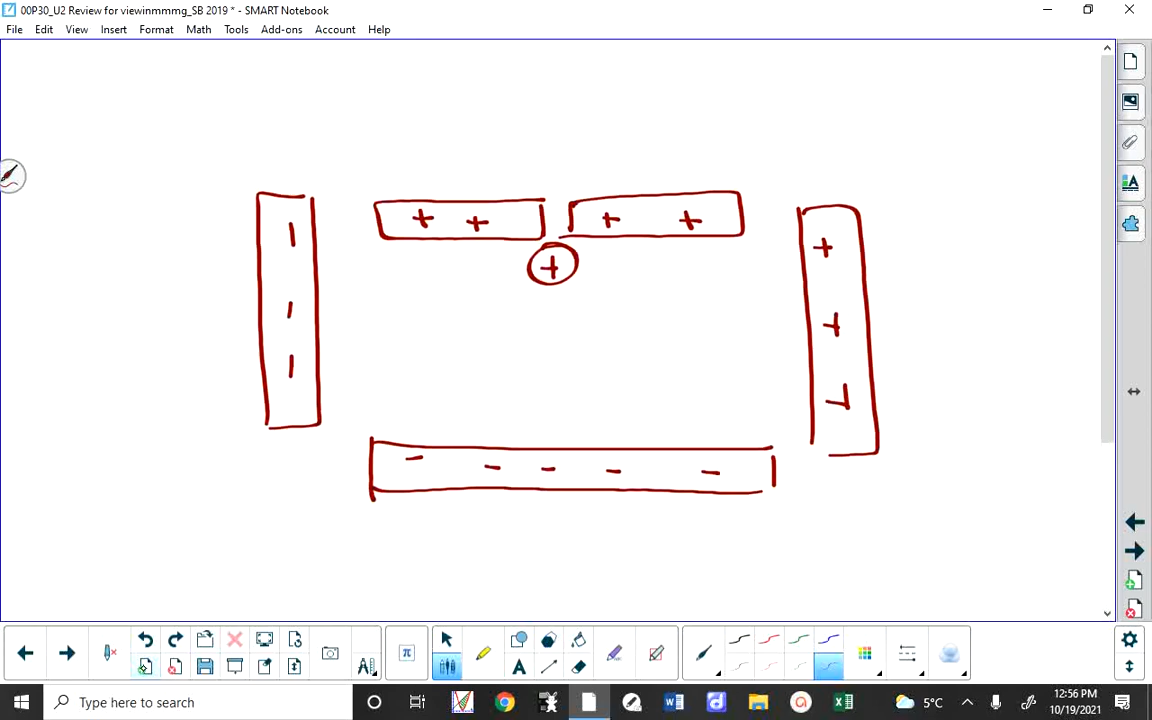 00P30_U2 Review for viewinmmmg_SB 2019 * - SMART Notebook
File Edit View Insert Format Math Tools Add-ons Account Help
- + + + + +
+
- +
- +
- - - - -
π
A
Type here to search
5°C
12:56 PM
10/19/2021